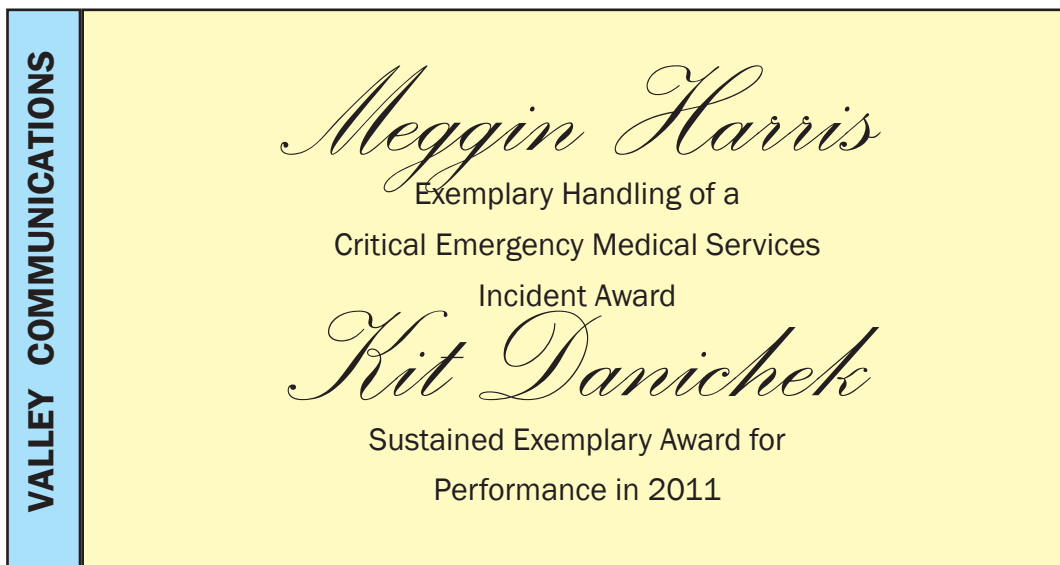 VALLEY COMMUNICATIONS
Meggin Harris
Exemplary Handling of a
Critical Emergency Medical Services
Incident Award
Kit Danichek
Sustained Exemplary Award for
Performance in 2011